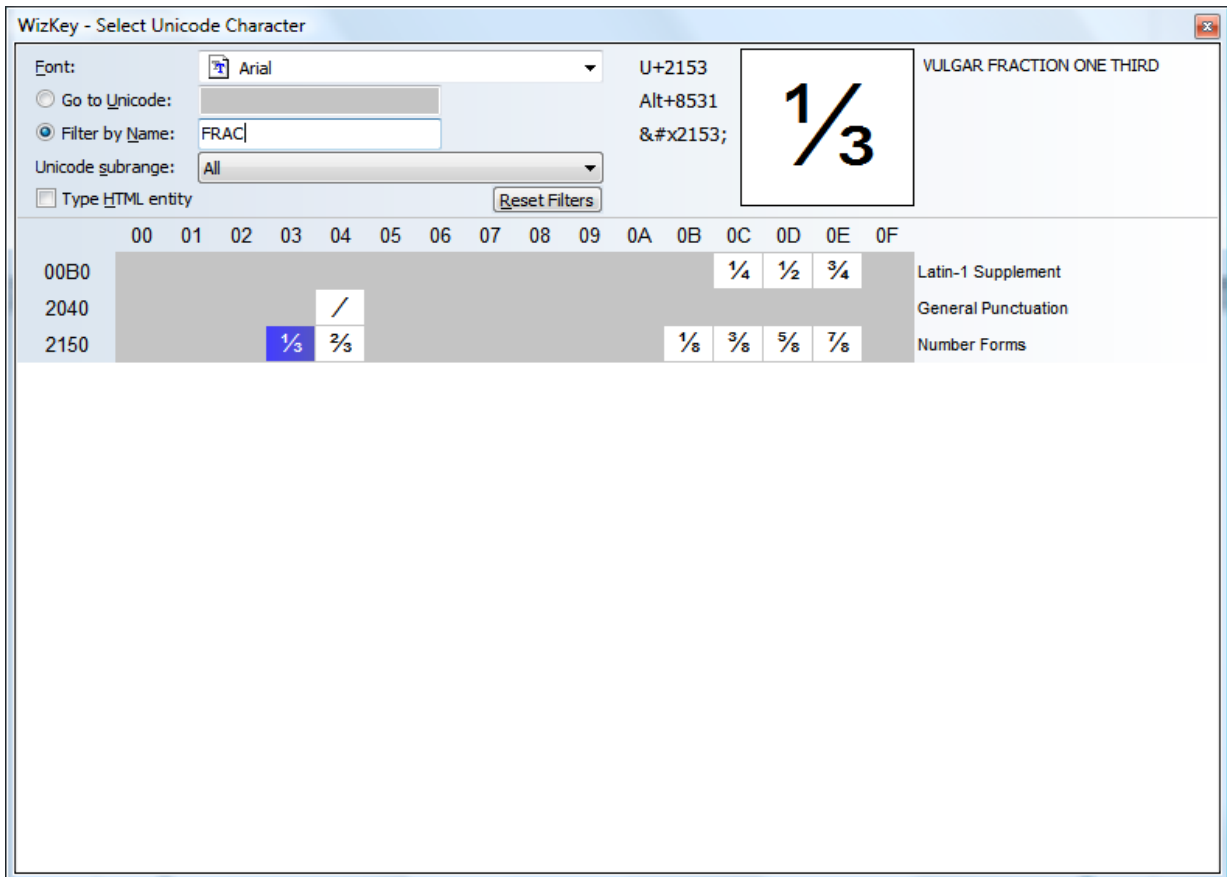 WizKey - Select Unicode Character
Font: Arial
Go to Unicode:
Filter by Name: FRAC
Unicode subrange: All
Type HTML entity
Reset Filters
U+2153
Alt+8531
&#x2153;
⅓
VULGAR FRACTION ONE THIRD
00 01 02 03 04 05 06 07 08 09 0A 0B 0C 0D 0E 0F
00B0 ¼ ½ ¾ Latin-1 Supplement
2040 ⁄ General Punctuation
2150 ⅓ ⅔ ⅛ ⅜ ⅝ ⅞ Number Forms